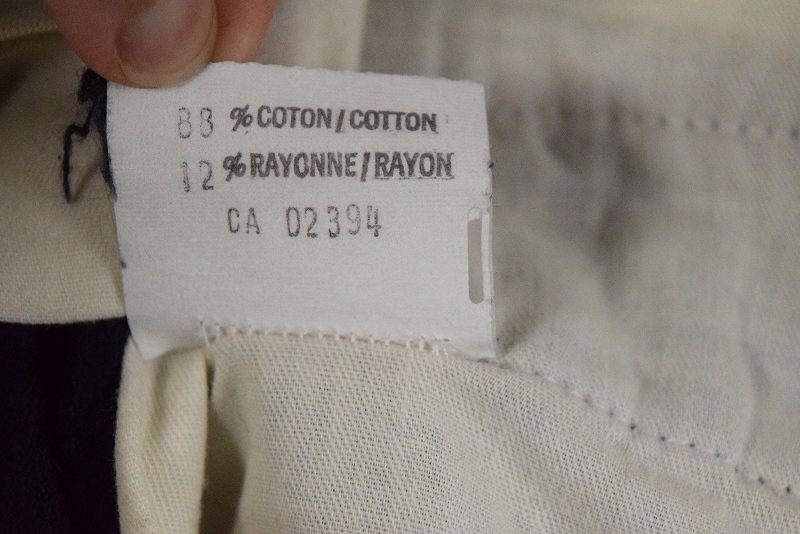 88 % COTON/COTTON
12 % RAYONNE/RAYON
CA 02394